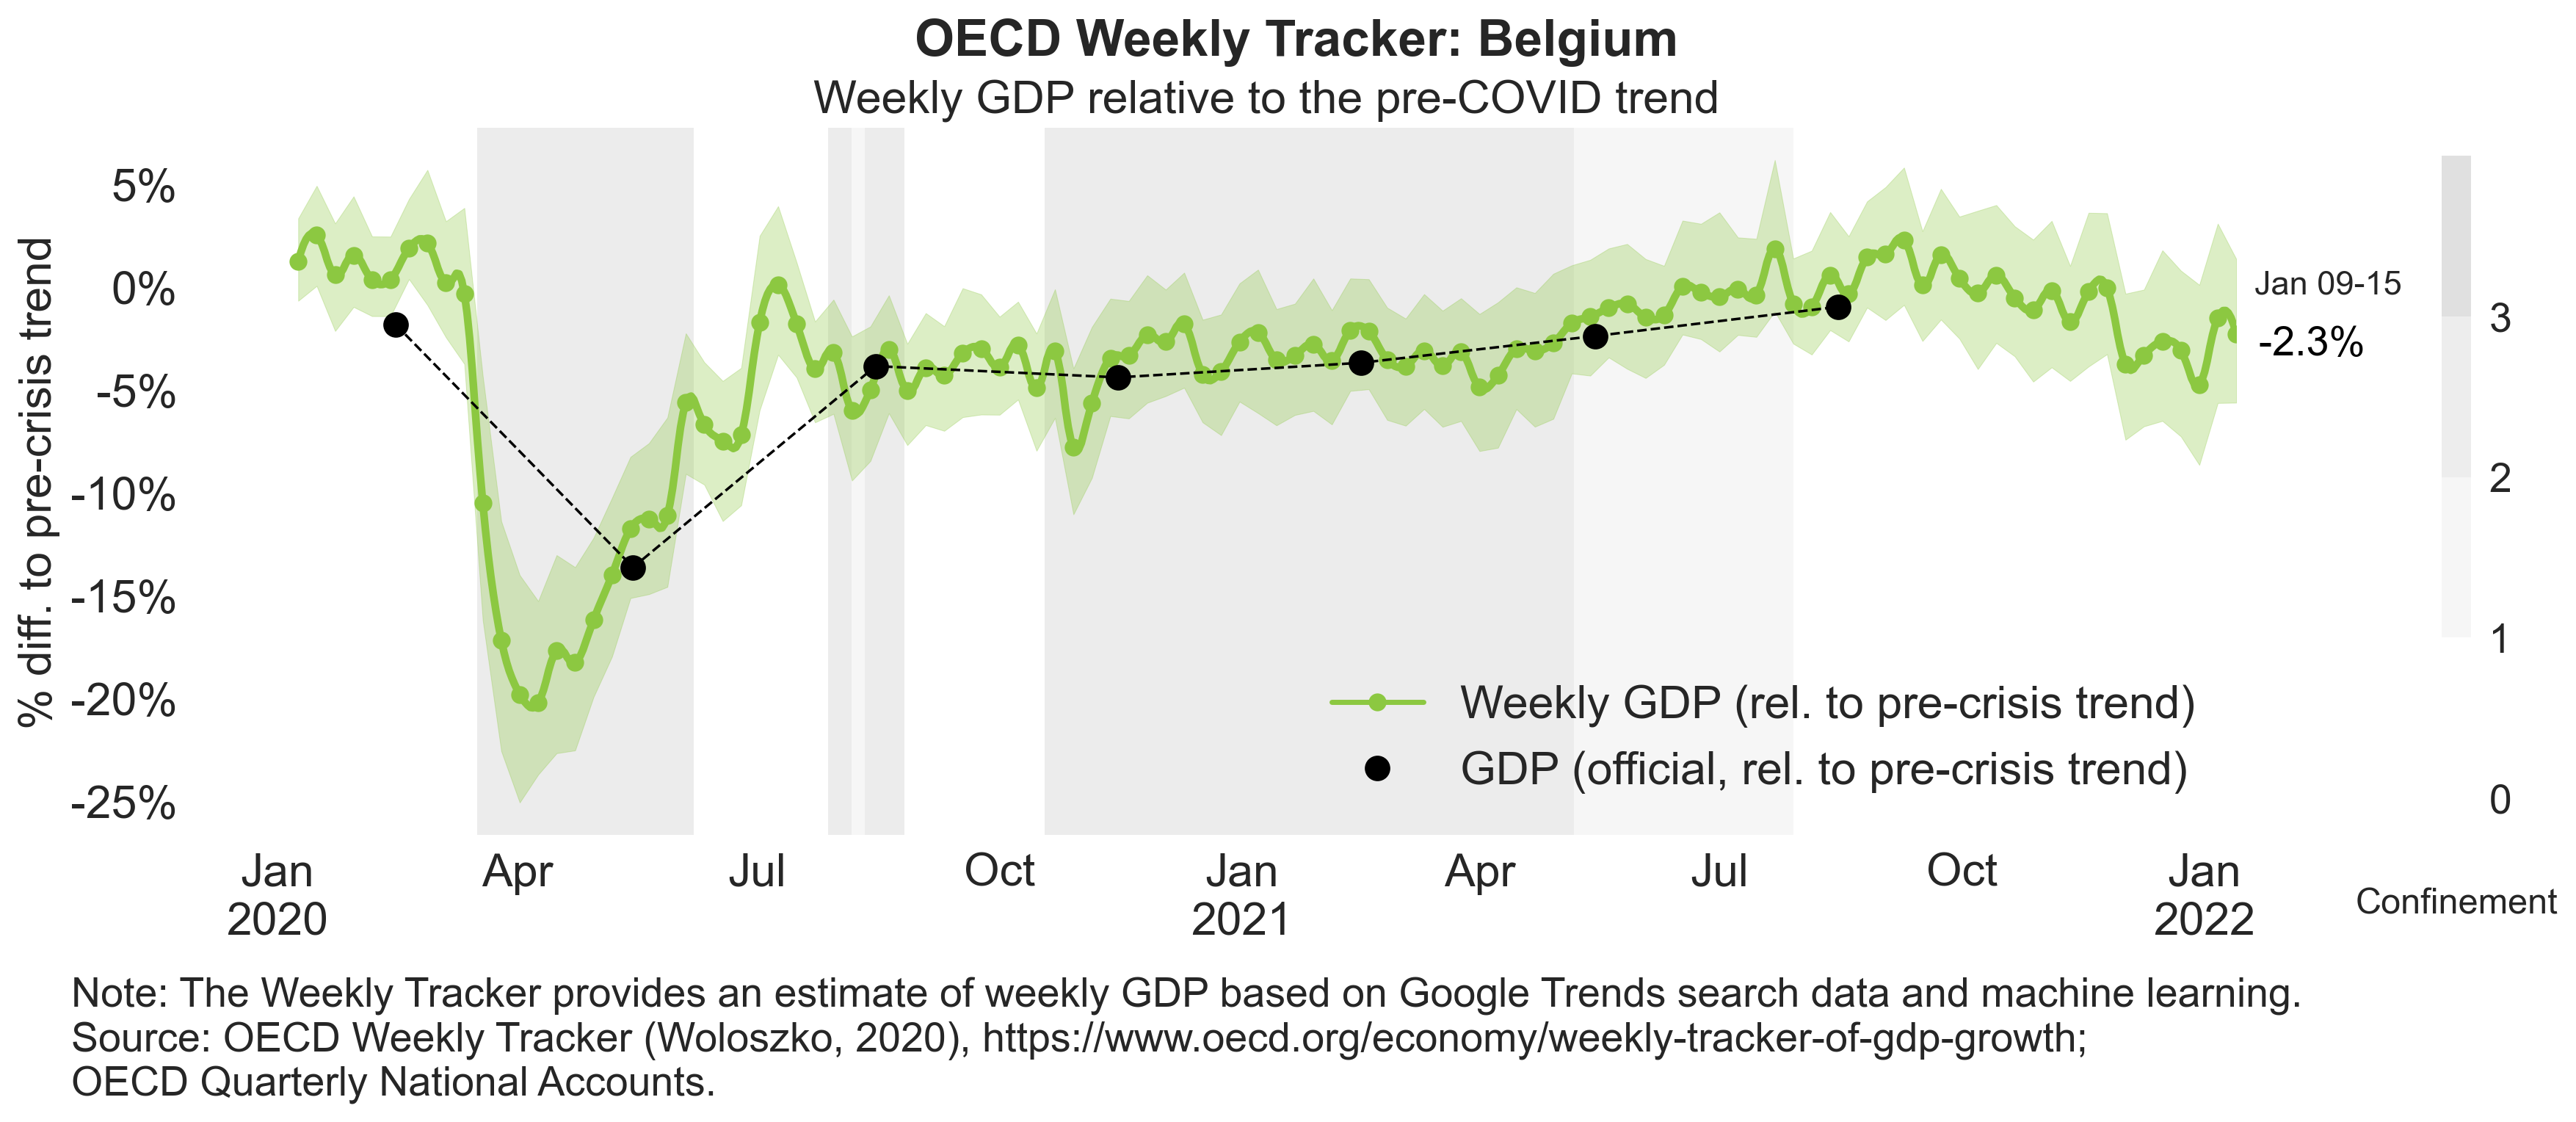 OECD Weekly Tracker: Belgium
Weekly GDP relative to the pre-COVID trend
% diff. to pre-crisis trend
5%
0%
-5%
-10%
-15%
-20%
-25%
Jan 09-15
-2.3%
3
2
1
0
Confinement
Weekly GDP (rel. to pre-crisis trend)
GDP (official, rel. to pre-crisis trend)
Jan Apr Jul Oct Jan Apr Jul Oct Jan
2020 2021 2022
Note: The Weekly Tracker provides an estimate of weekly GDP based on Google Trends search data and machine learning.
Source: OECD Weekly Tracker (Woloszko, 2020), https://www.oecd.org/economy/weekly-tracker-of-gdp-growth;
OECD Quarterly National Accounts.